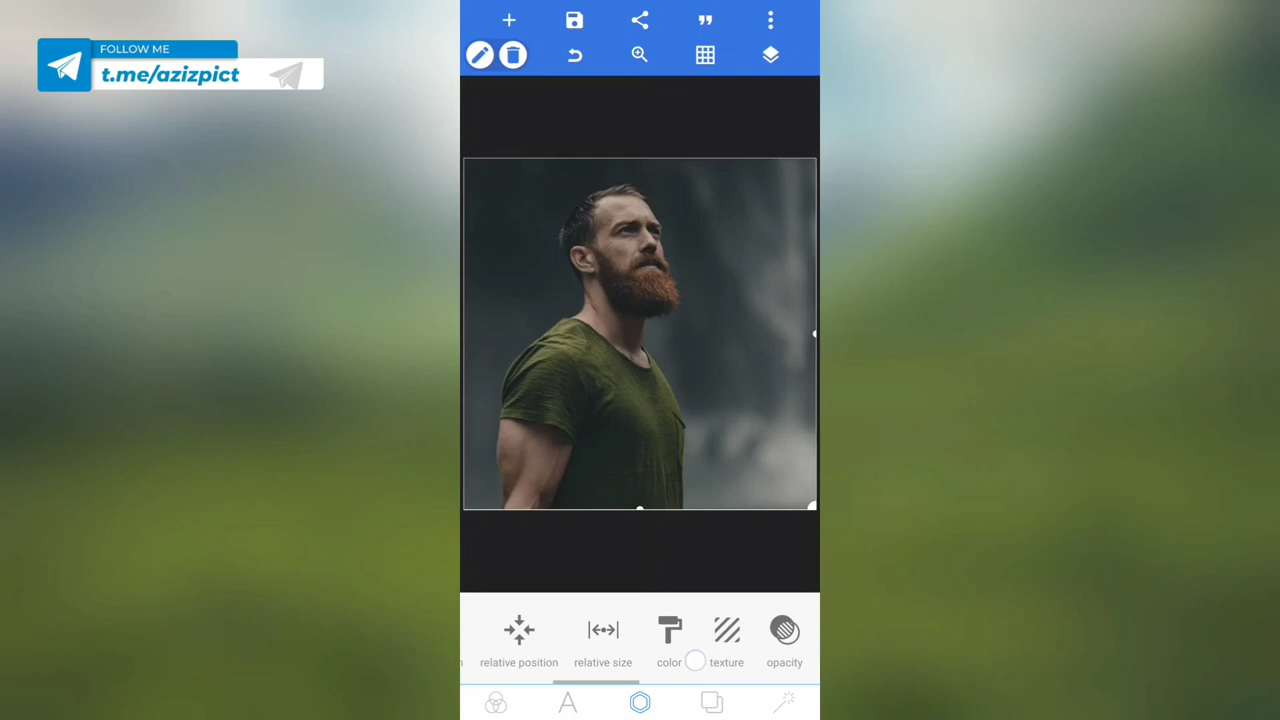 FOLLOW ME
t.me/azizpict
relative position
relative size
color
texture
opacity